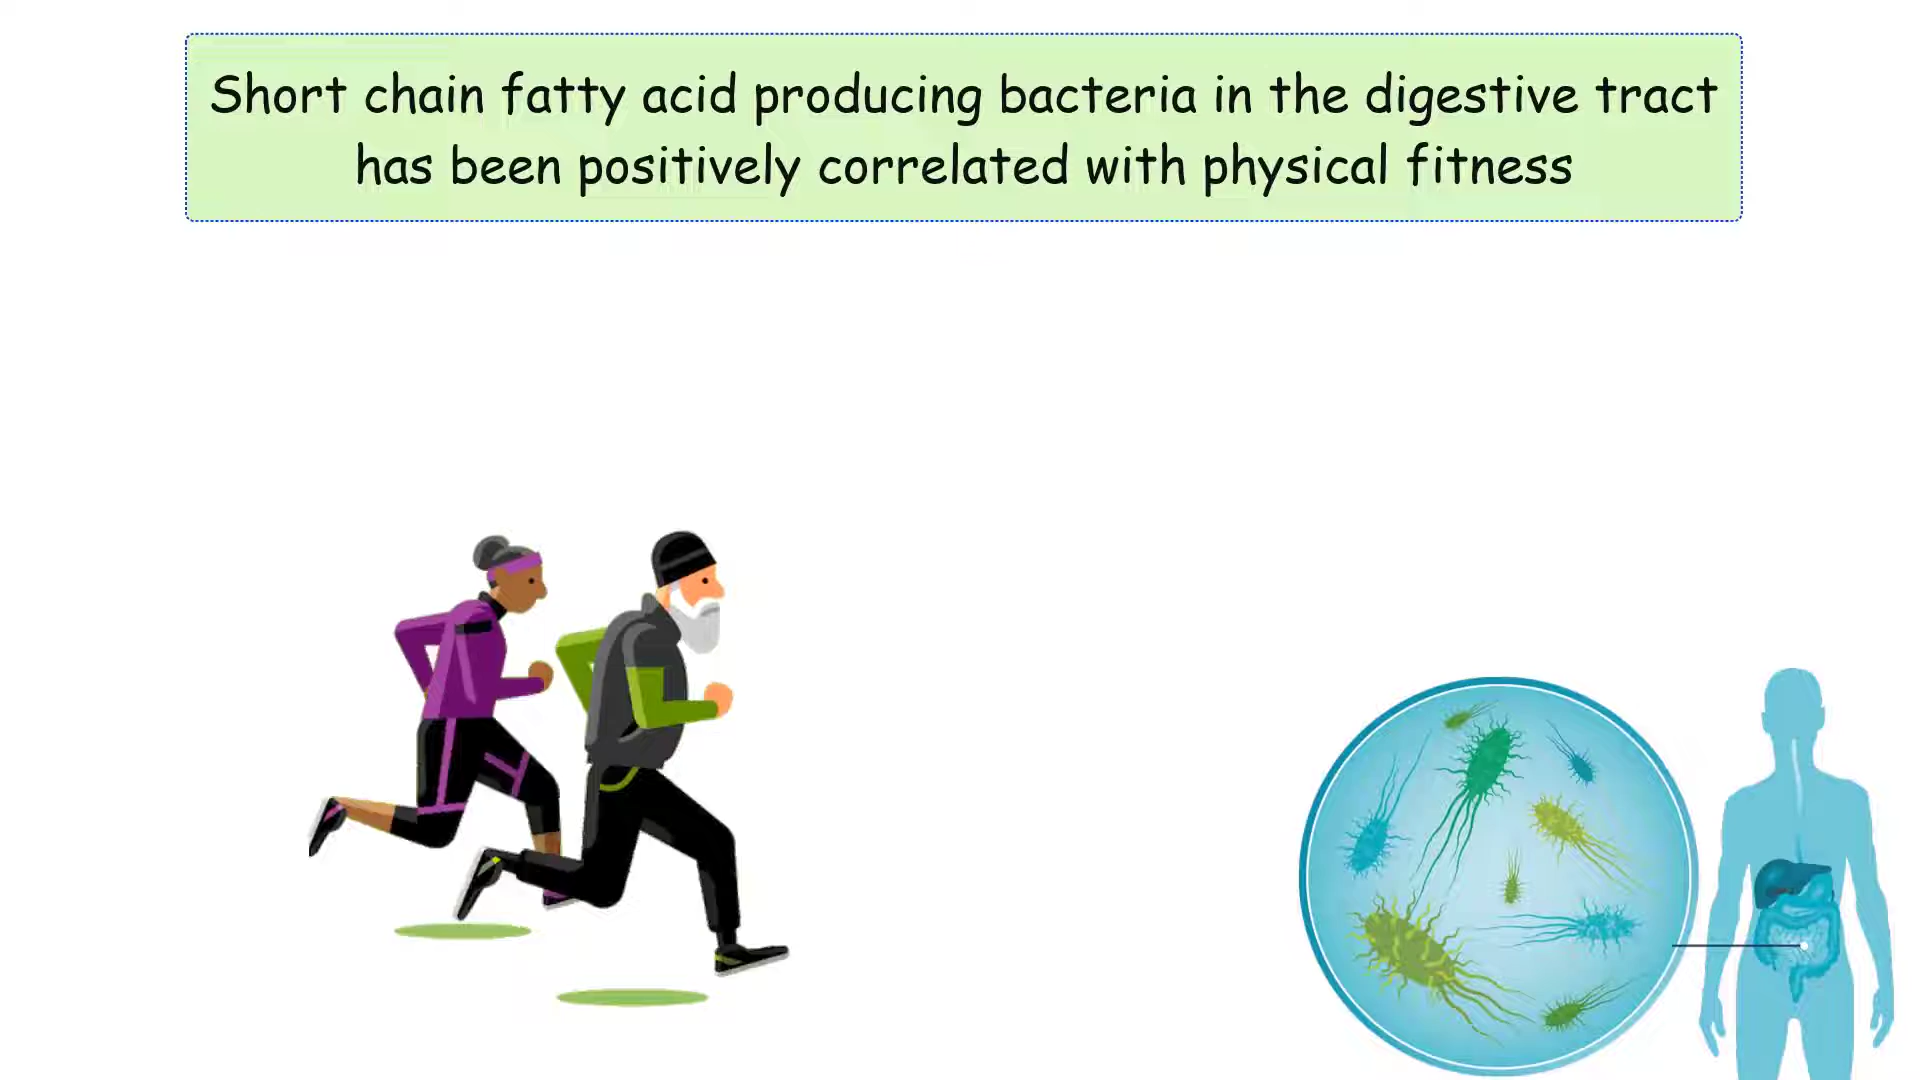 Short chain fatty acid producing bacteria in the digestive tract
has been positively correlated with physical fitness